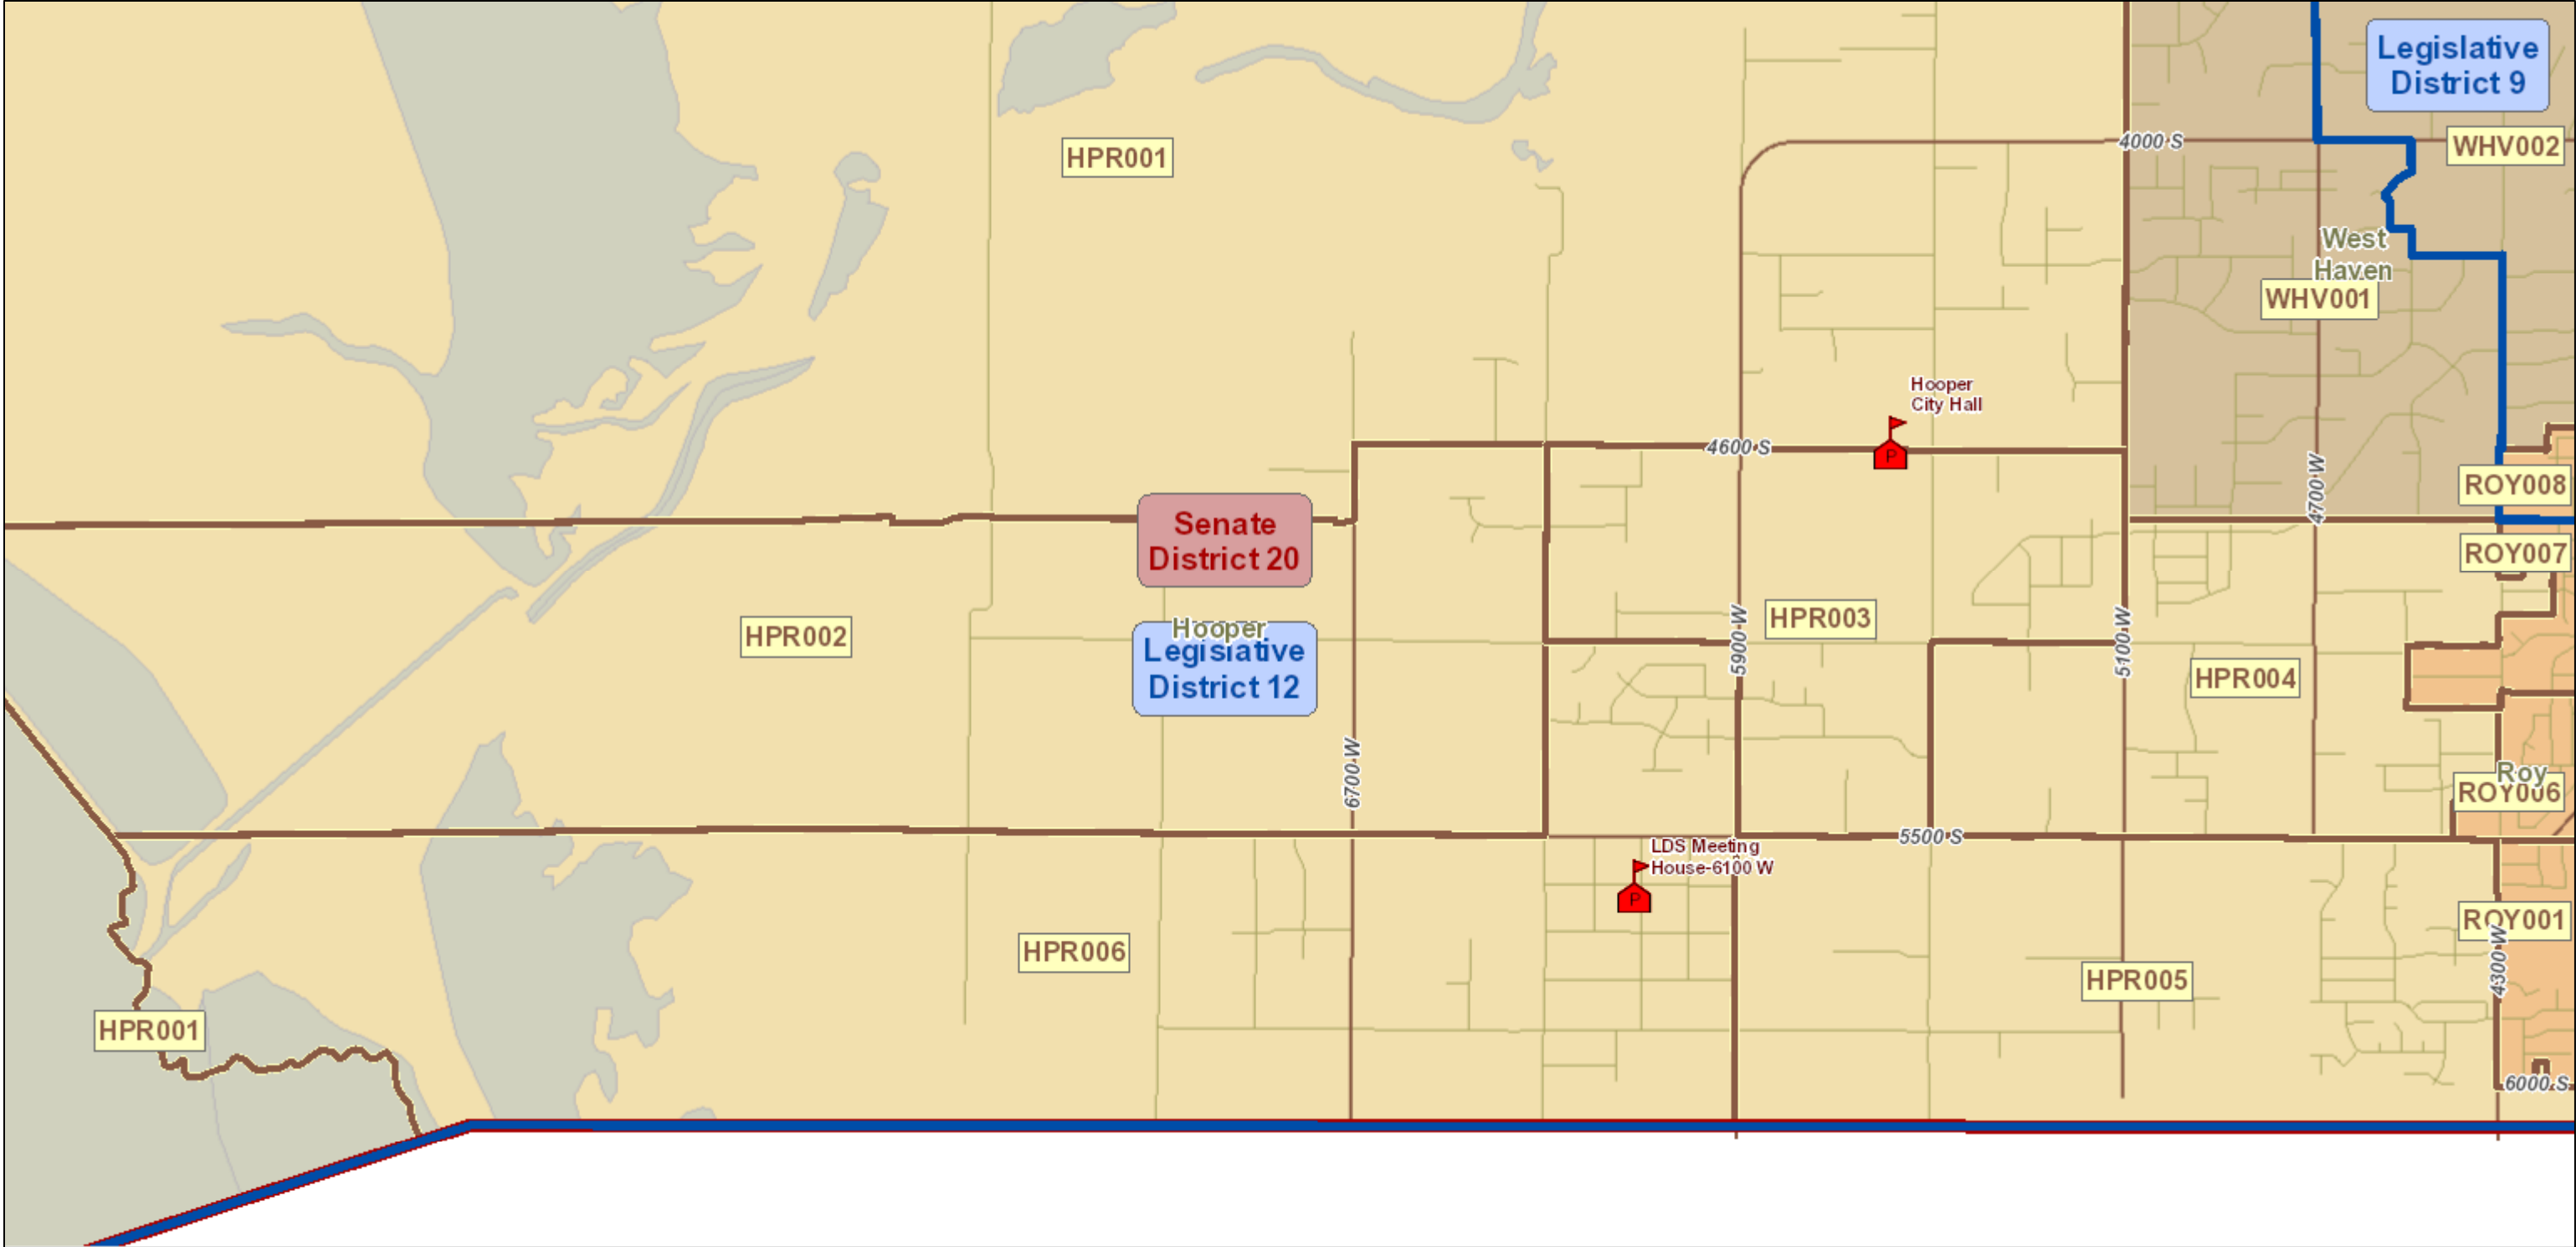 Legislative
District 9
4000 S
WHV002
HPR001
West
Haven
WHV001
Hooper
City Hall
4600 S
4700 W
ROY008
Senate
District 20
ROY007
HPR002
Hooper
Legislative
District 12
HPR003
5900 W
5100 W
HPR004
6700 W
Roy
ROY006
5500 S
LDS Meeting
House-6100 W
P
P
ROY001
4300 W
HPR006
HPR005
HPR001
6000 S